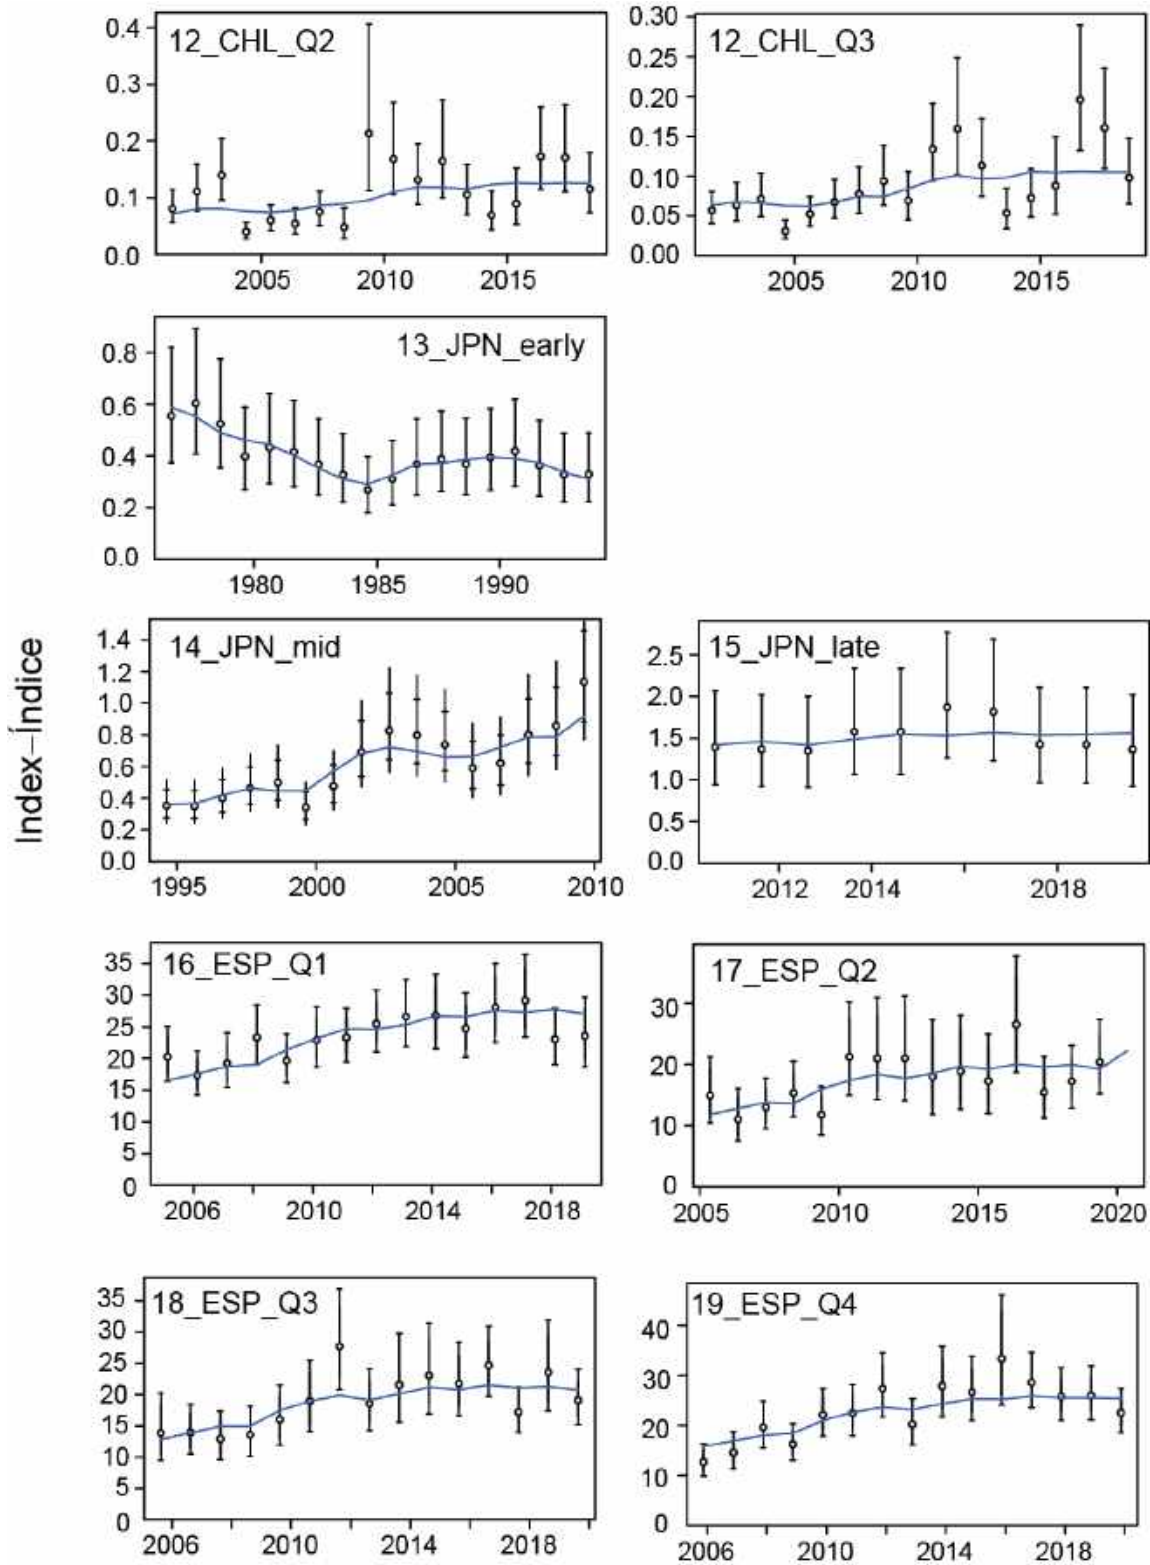 12_CHL_Q2
0.4
0.3
0.2
0.1
0.0
2005 2010 2015
12_CHL_Q3
0.30
0.25
0.20
0.15
0.10
0.05
0.00
2005 2010 2015
13_JPN_early
0.8
0.6
0.4
0.2
0.0
1980 1985 1990
Index–Índice
14_JPN_mid
1.4
1.2
1.0
0.8
0.6
0.4
0.2
0.0
1995 2000 2005 2010
15_JPN_late
2.5
2.0
1.5
1.0
0.5
0.0
2012 2014 2018
16_ESP_Q1
35
30
25
20
15
10
5
0
2006 2010 2014 2018
17_ESP_Q2
30
20
10
0
2005 2010 2015 2020
18_ESP_Q3
35
30
25
20
15
10
5
0
2006 2010 2014 2018
19_ESP_Q4
40
30
20
10
0
2006 2010 2014 2018